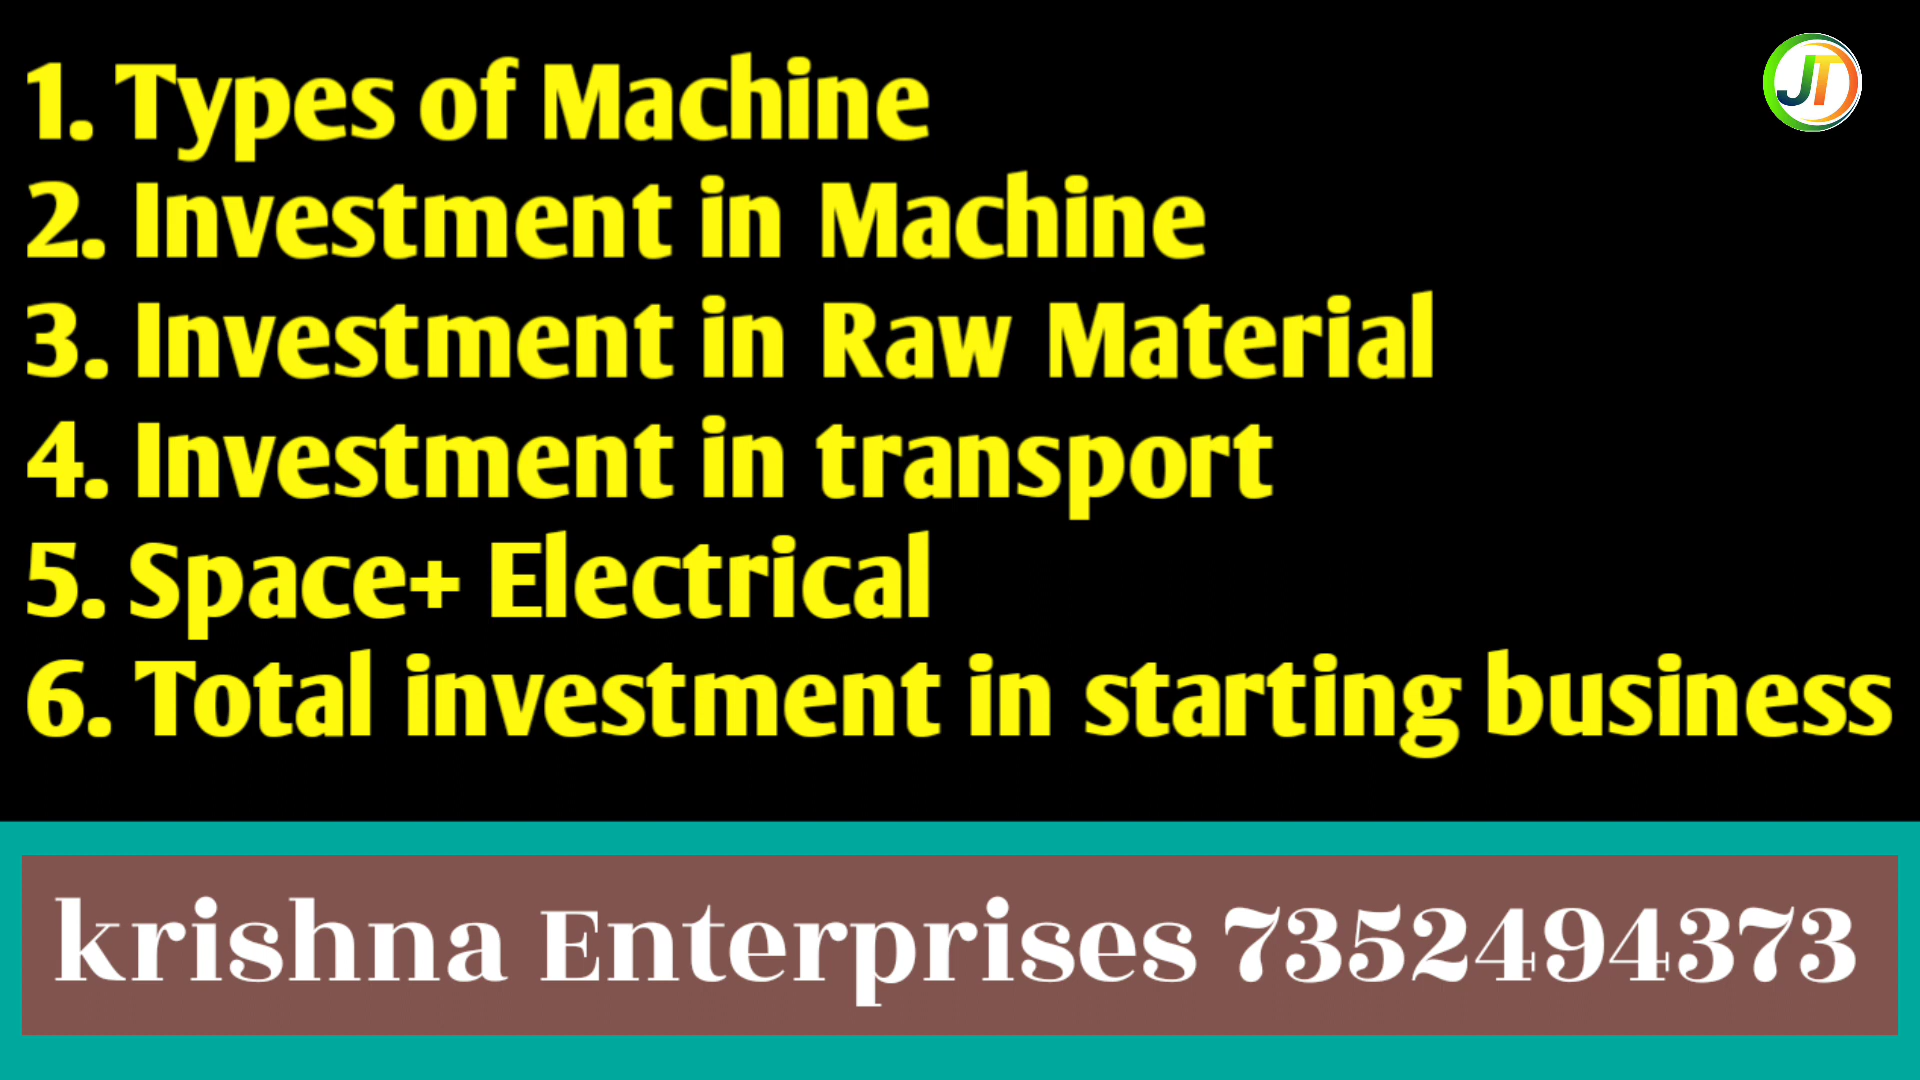 JT
1. Types of Machine
2. Investment in Machine
3. Investment in Raw Material
4. Investment in transport
5. Space+ Electrical
6. Total investment in starting business
krishna Enterprises 7352494373